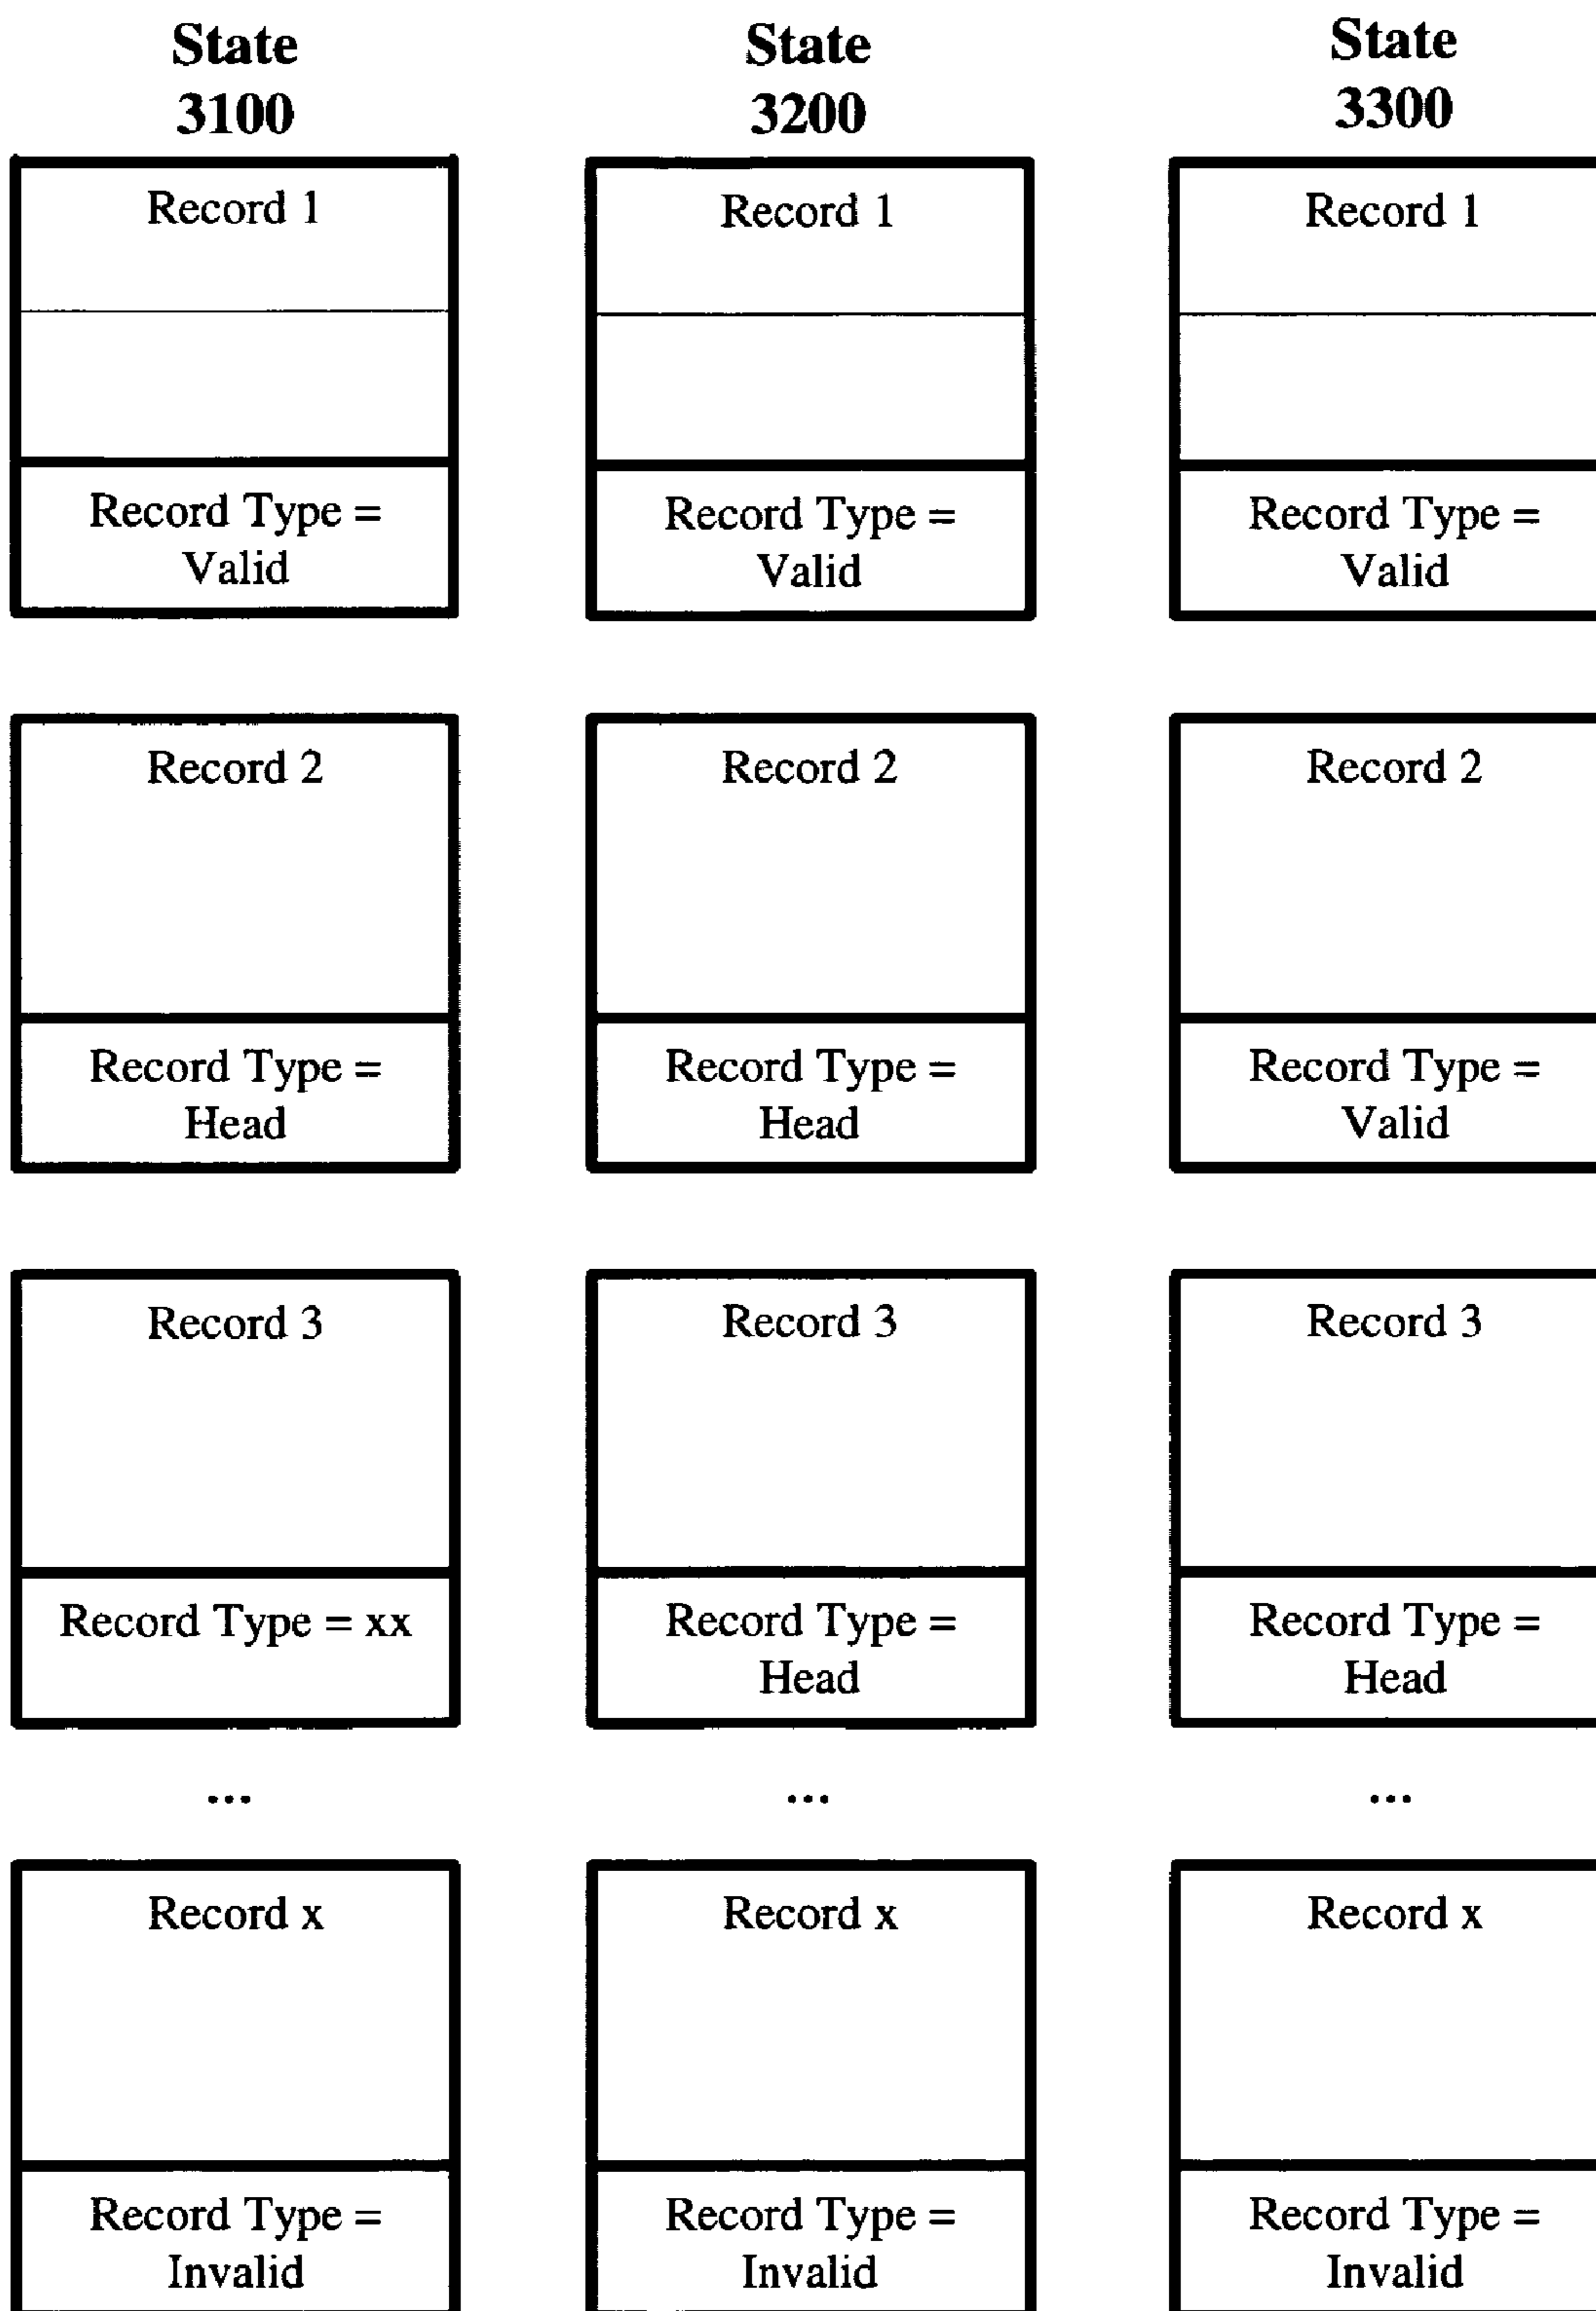 State
3100
State
3200
State
3300
Record 1
Record 1
Record 1
Record Type =
Valid
Record Type =
Valid
Record Type =
Valid
Record 2
Record 2
Record 2
Record Type =
Head
Record Type =
Head
Record Type =
Valid
Record 3
Record 3
Record 3
Record Type = xx
Record Type =
Head
Record Type =
Head
...
...
...
Record x
Record x
Record x
Record Type =
Invalid
Record Type =
Invalid
Record Type =
Invalid